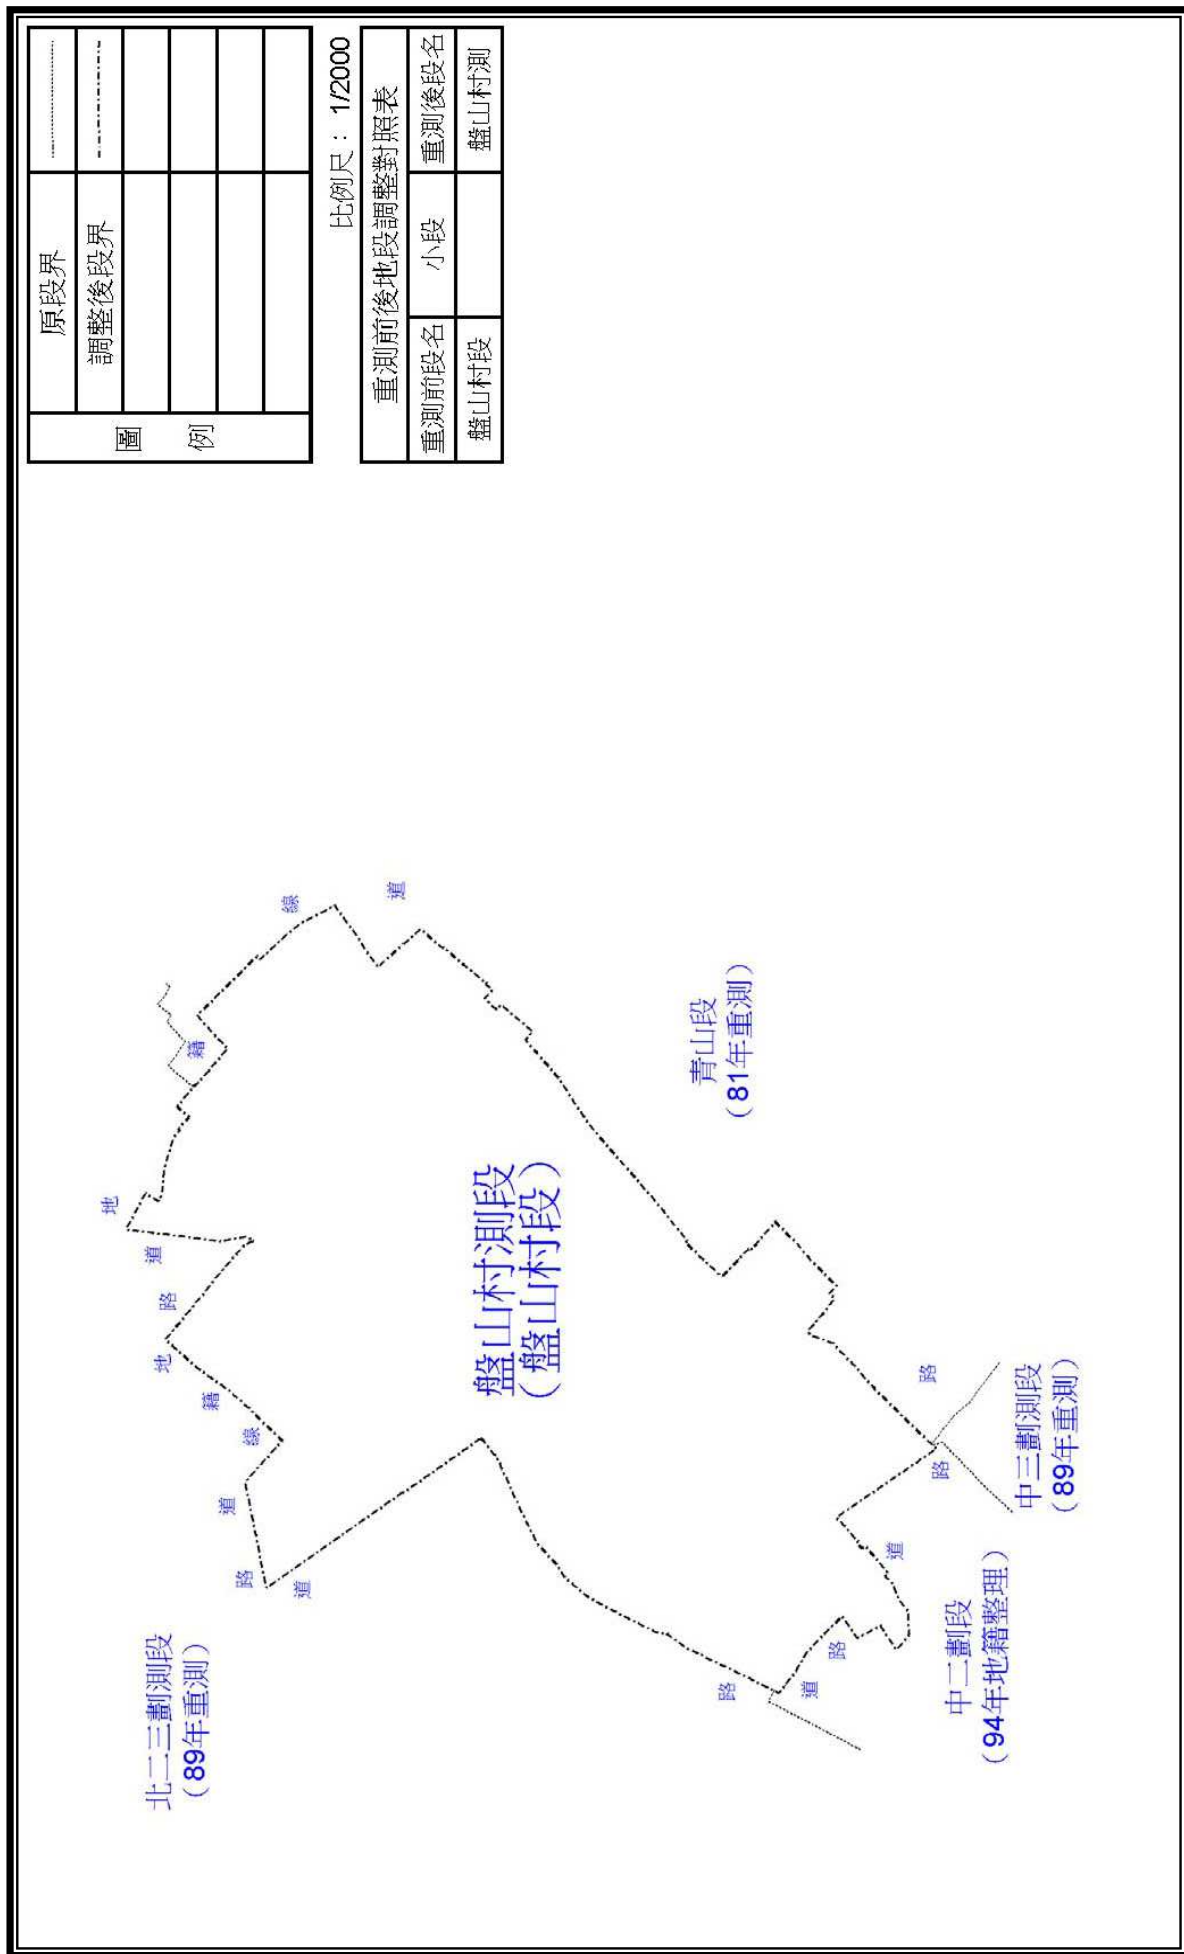 圖例
原段界
調整後段界
比例尺：1/2000
重測前後地段調整對照表
重測前段名 小段 重測後段名
盤山村段 盤山村測
北二三劃測段
（89年重測）
路
道
線
籍
地
路
道
地
籍
線
道
道
路
道
路
道
路
路
盤山村測段
（盤山村段）
青山段
（81年重測）
中二劃段
（94年地籍整理）
中三劃測段
（89年重測）